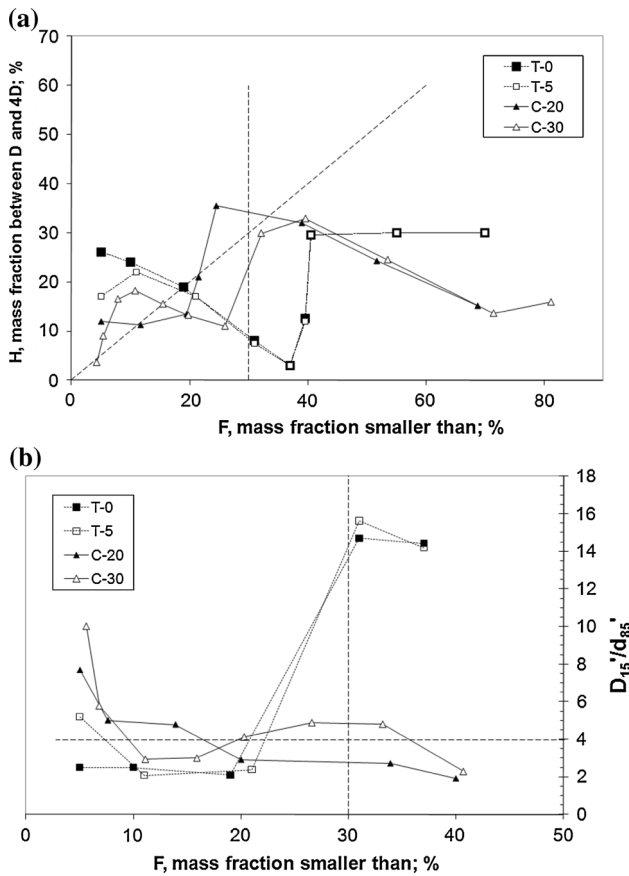 (a)
H, mass fraction between D and 4D; %
70
60
50
40
30
20
10
0
0 20 40 60 80
F, mass fraction smaller than; %
T-0
T-5
C-20
C-30
(b)
T-0
T-5
C-20
C-30
18
16
14
12
10
8
6
4
2
0
D15'/d85'
0 10 20 30 40 50
F, mass fraction smaller than; %